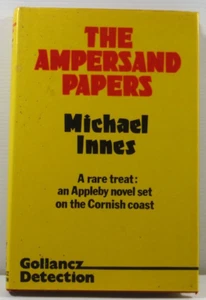 THE
AMPERSAND
PAPERS
Michael
Innes
A rare treat:
an Appleby novel set
on the Cornish coast
Gollancz
Detection